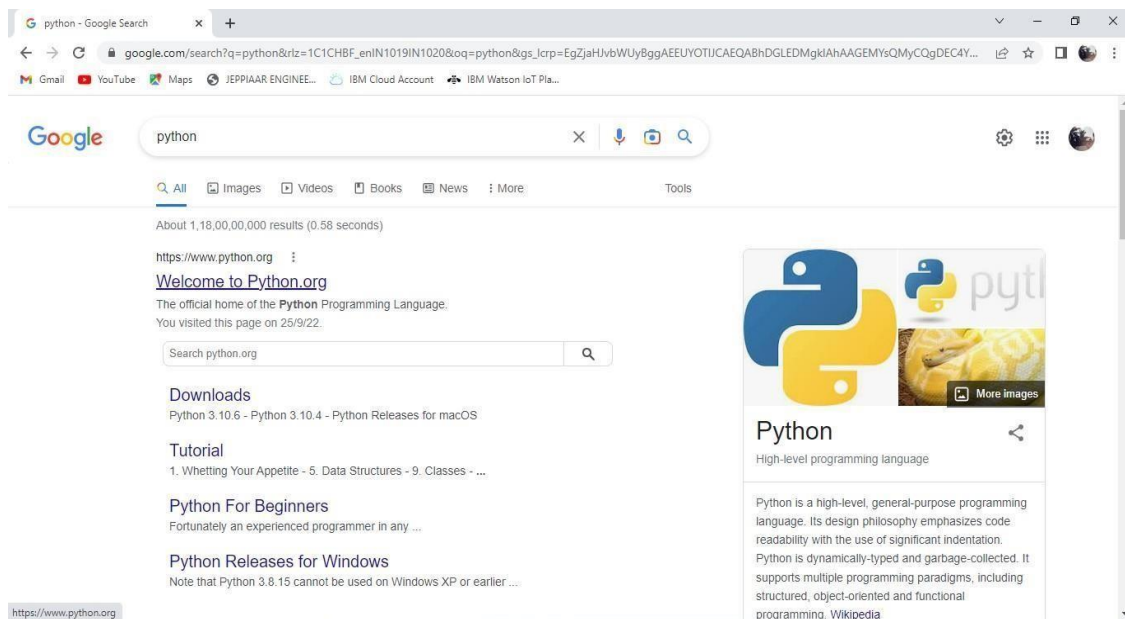 python - Google Search
google.com/search?q=python&rlz=1C1CHBF_enIN1019IN1020&oq=python&gs_lcrp=EgZjaHJvbWUyBggAEEUYOTIJCAEQABhDGLEDMgkIAhAAGEMYsQMyCQgDEC4Y...
Gmail YouTube Maps JEPPIAAR ENGINEE... IBM Cloud Account IBM Watson IoT Pla...
Google python
All Images Videos Books News More Tools
About 1,18,00,00,000 results (0.58 seconds)
https://www.python.org
Welcome to Python.org
The official home of the Python Programming Language.
You visited this page on 25/9/22.
Search python.org
Downloads
Python 3.10.6 - Python 3.10.4 - Python Releases for macOS
Tutorial
1. Whetting Your Appetite - 5. Data Structures - 9. Classes - ...
Python For Beginners
Fortunately an experienced programmer in any ...
Python Releases for Windows
Note that Python 3.8.15 cannot be used on Windows XP or earlier ...
pytl
More images
Python
High-level programming language
Python is a high-level, general-purpose programming
language. Its design philosophy emphasizes code
readability with the use of significant indentation.
Python is dynamically-typed and garbage-collected. It
supports multiple programming paradigms, including
structured, object-oriented and functional
programming. Wikipedia
https://www.python.org